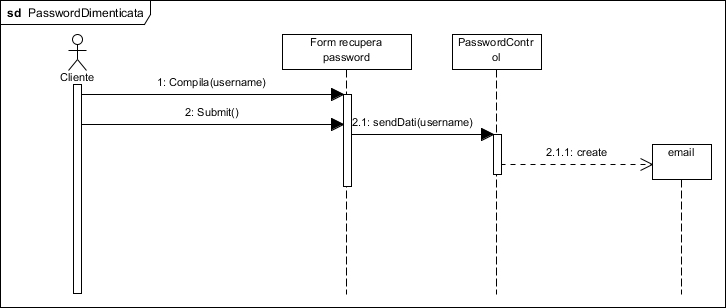 sd PasswordDimenticata
Cliente
Form recupera
password
PasswordContr
ol
1: Compila(username)
2: Submit()
2.1: sendDati(username)
2.1.1: create
email